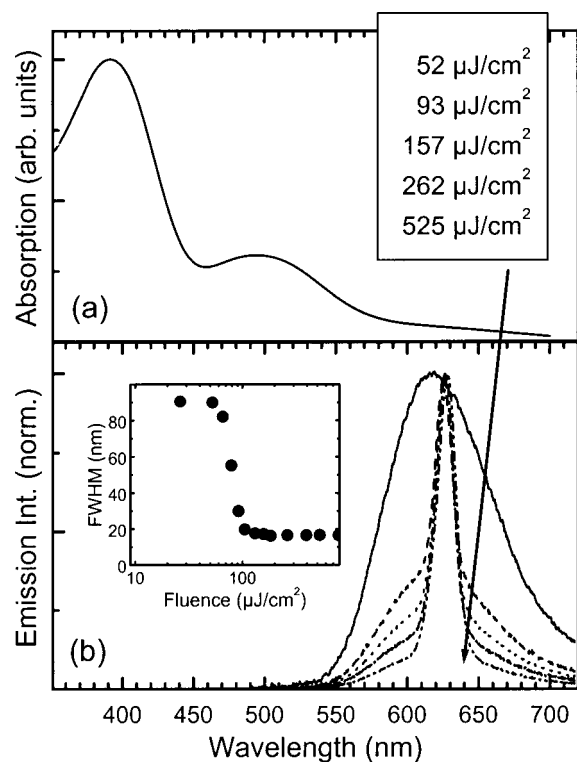 52 µJ/cm²
93 µJ/cm²
157 µJ/cm²
262 µJ/cm²
525 µJ/cm²
Absorption (arb. units)
(a)
Emission Int. (norm.)
80
60
40
20
0
FWHM (nm)
10
100
Fluence (µJ/cm²)
(b)
400
450
500
550
600
650
700
Wavelength (nm)